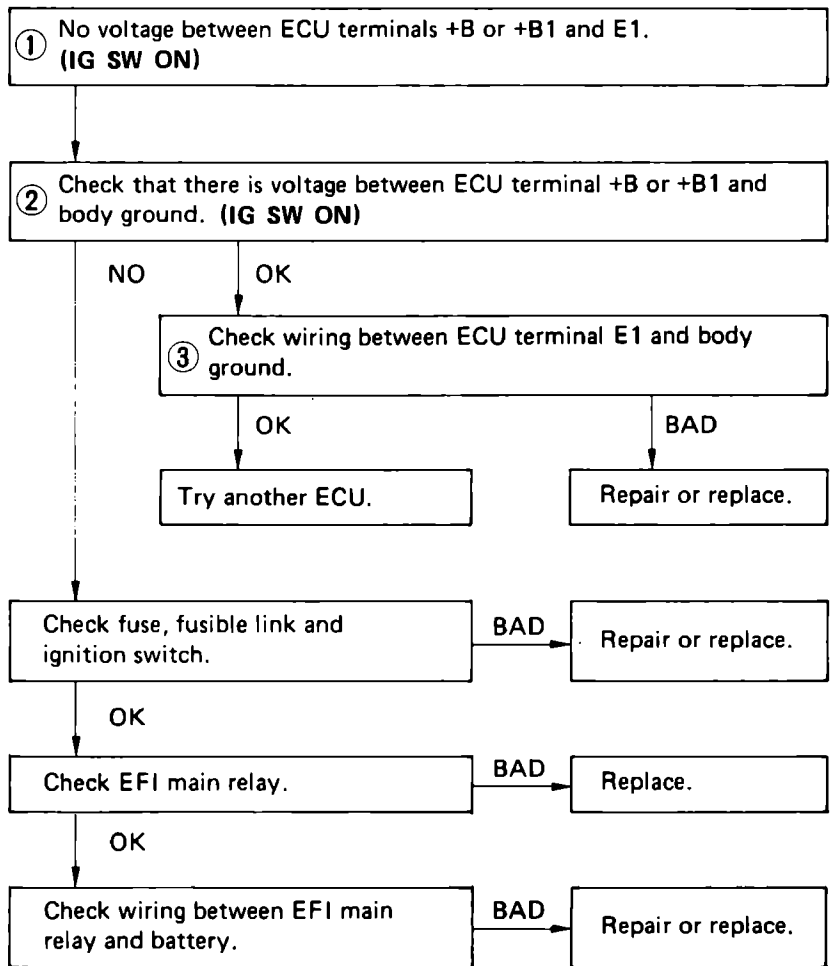 ① No voltage between ECU terminals +B or +B1 and E1.
(IG SW ON)
② Check that there is voltage between ECU terminal +B or +B1 and
body ground. (IG SW ON)
NO
OK
③ Check wiring between ECU terminal E1 and body
ground.
OK
BAD
Try another ECU.
Repair or replace.
Check fuse, fusible link and
ignition switch.
BAD
Repair or replace.
OK
Check EFI main relay.
BAD
Replace.
OK
Check wiring between EFI main
relay and battery.
BAD
Repair or replace.